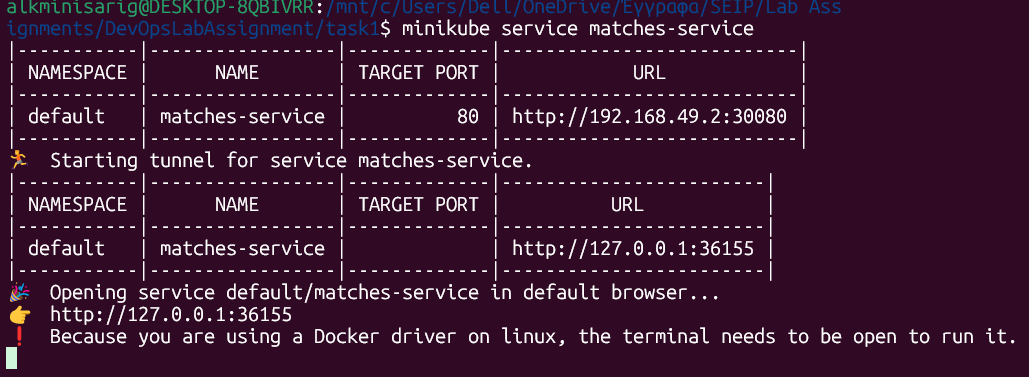 alkminisarig@DESKTOP-8QBIVRR:/mnt/c/Users/Dell/OneDrive/Έγγραφα/SEIP/Lab Ass
ignments/DevOpsLabAssignment/task1$ minikube service matches-service
|-----------|-----------------|-------------|---------------------------|
| NAMESPACE |      NAME       | TARGET PORT |            URL            |
|-----------|-----------------|-------------|---------------------------|
| default   | matches-service |          80 | http://192.168.49.2:30080 |
|-----------|-----------------|-------------|---------------------------|
🏃  Starting tunnel for service matches-service.
|-----------|-----------------|-------------|------------------------|
| NAMESPACE |      NAME       | TARGET PORT |          URL           |
|-----------|-----------------|-------------|------------------------|
| default   | matches-service |             | http://127.0.0.1:36155 |
|-----------|-----------------|-------------|------------------------|
🎉  Opening service default/matches-service in default browser...
👉  http://127.0.0.1:36155
❗  Because you are using a Docker driver on linux, the terminal needs to be open to run it.